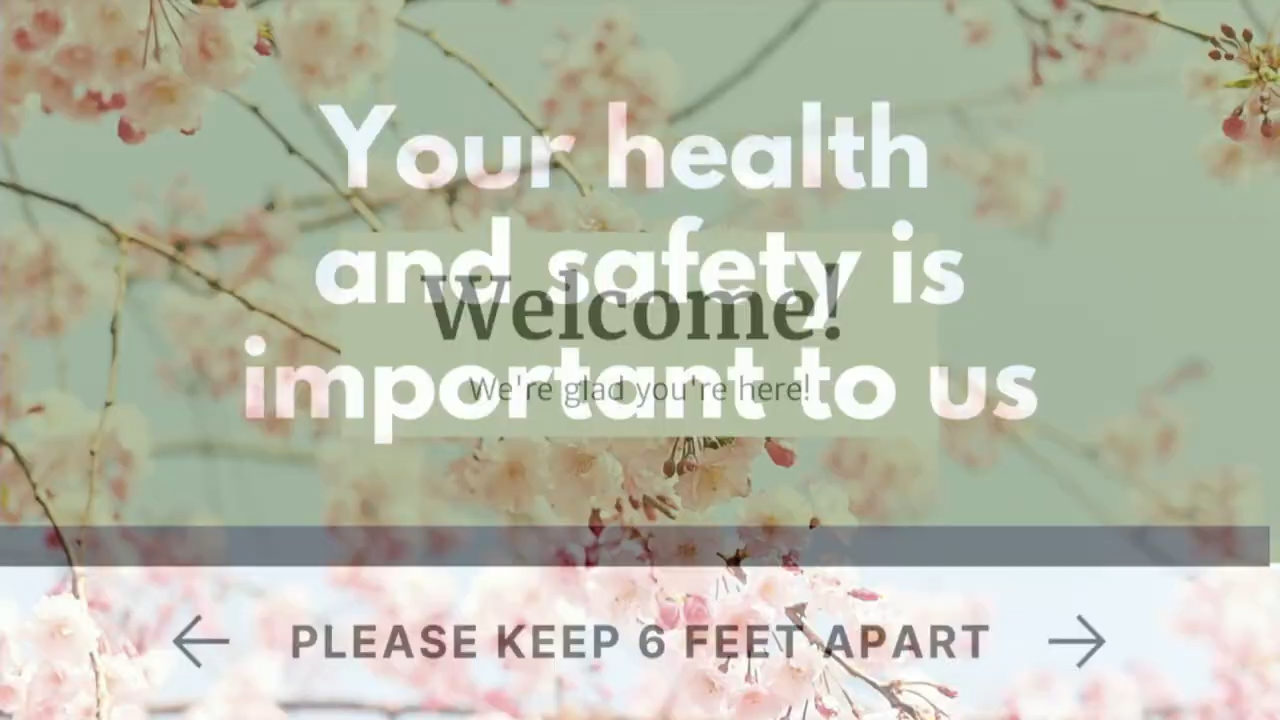 Your health
and safety is
Welcome!
important to us
We're glad you're here!
← PLEASE KEEP 6 FEET APART →